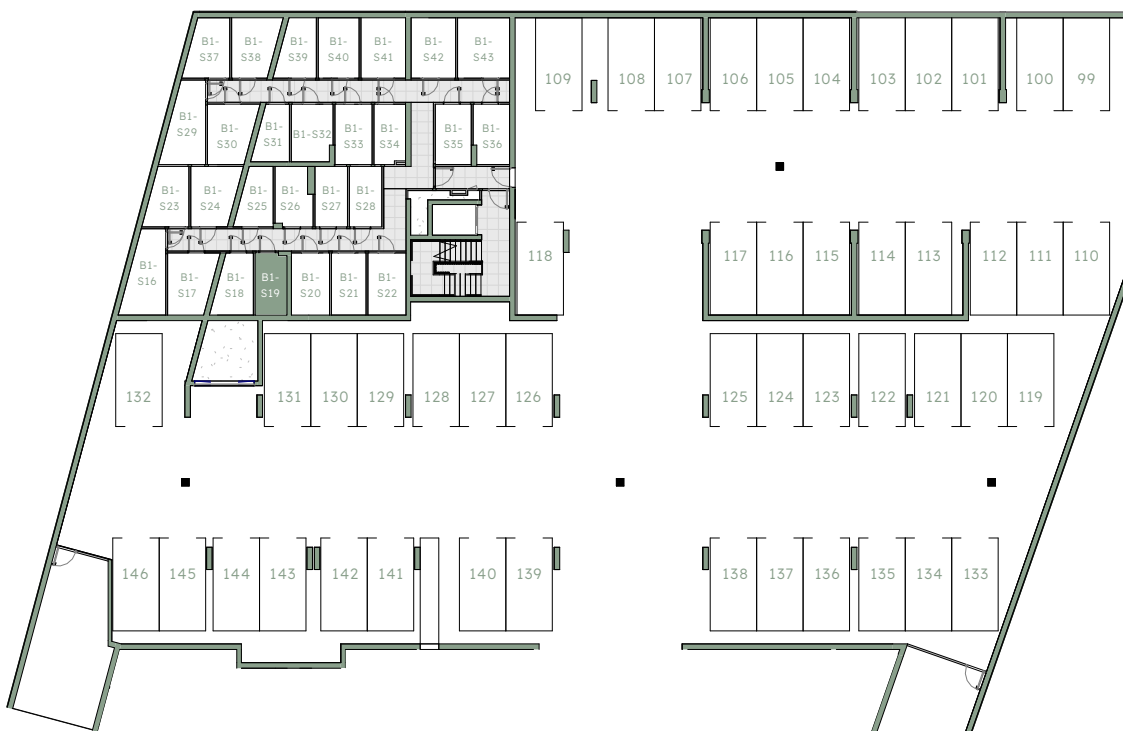 B1-
S37
B1-
S38
B1-
S39
B1-
S40
B1-
S41
B1-
S42
B1-
S43
109
108
107
106
105
104
103
102
101
100
99
B1-
S29
B1-
S30
B1-
S31
B1-S32
B1-
S33
B1-
S34
B1-
S35
B1-
S36
B1-
S23
B1-
S24
B1-
S25
B1-
S26
B1-
S27
B1-
S28
118
117
116
115
114
113
112
111
110
B1-
S16
B1-
S17
B1-
S18
B1-
S19
B1-
S20
B1-
S21
B1-
S22
132
131
130
129
128
127
126
125
124
123
122
121
120
119
146
145
144
143
142
141
140
139
138
137
136
135
134
133